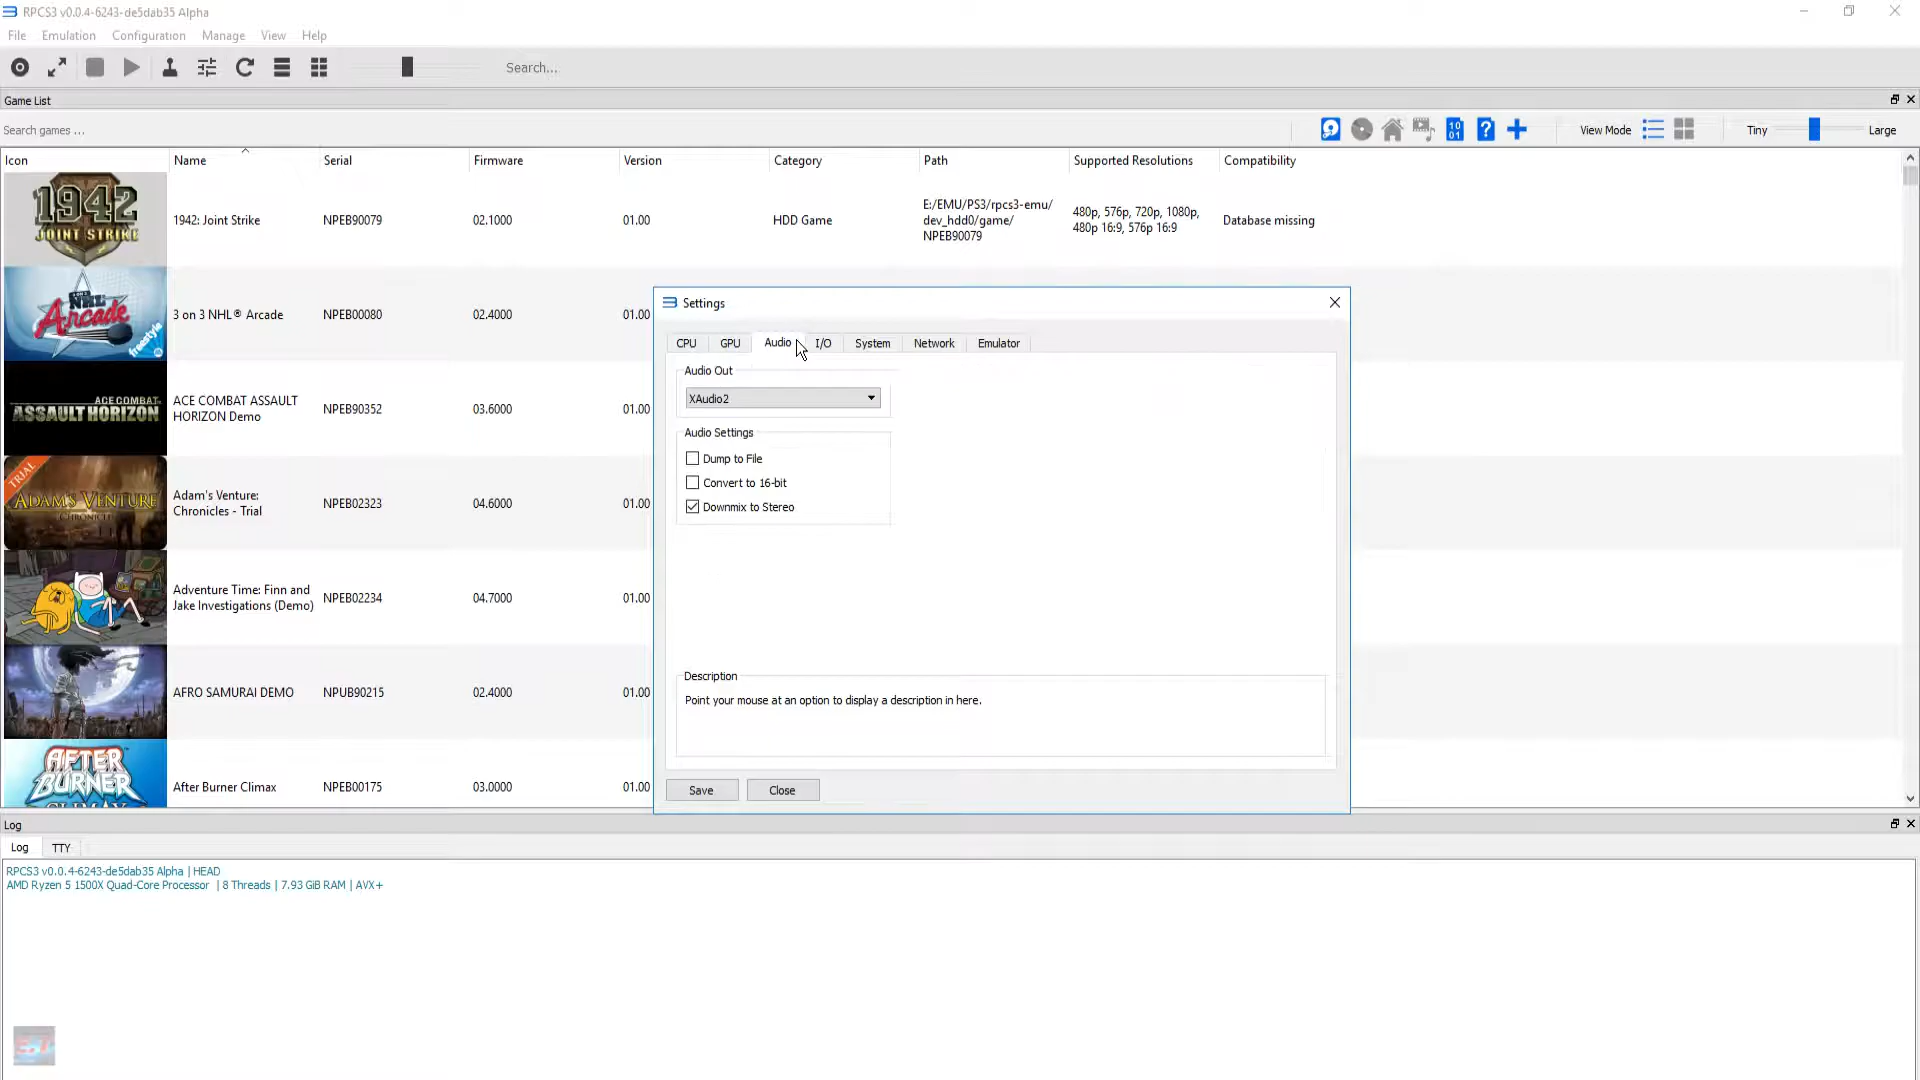 RPCS3 v0.0.4-6243-de5dab35 Alpha
File Emulation Configuration Manage View Help
Search...
Game List
Search games ...
View Mode Tiny Large
Icon Name Serial Firmware Version Category Path Supported Resolutions Compatibility
1942
JOINT STRIKE
1942: Joint Strike NPEB90079 02.1000 01.00 HDD Game
E:/EMU/PS3/rpcs3-emu/
dev_hdd0/game/
NPEB90079
480p, 576p, 720p, 1080p,
480p 16:9, 576p 16:9
Database missing
3 on 3
NHL
Arcade
freestyle
3 on 3 NHL® Arcade NPEB00080 02.4000 01.00
ACE COMBAT
ASSAULT HORIZON
ACE COMBAT ASSAULT
HORIZON Demo
NPEB90352 03.6000 01.00
TRIAL
ADAM'S VENTURE
CHRONICLES
Adam's Venture:
Chronicles - Trial
NPEB02323 04.6000 01.00
Adventure Time: Finn and
Jake Investigations (Demo)
NPEB02234 04.7000 01.00
AFRO SAMURAI DEMO NPUB90215 02.4000 01.00
AFTER
BURNER
CLIMAX
After Burner Climax NPEB00175 03.0000 01.00
Settings
CPU GPU Audio I/O System Network Emulator
Audio Out
XAudio2
Audio Settings
Dump to File
Convert to 16-bit
Downmix to Stereo
Description
Point your mouse at an option to display a description in here.
Save Close
Log
Log TTY
RPCS3 v0.0.4-6243-de5dab35 Alpha | HEAD
AMD Ryzen 5 1500X Quad-Core Processor | 8 Threads | 7.93 GiB RAM | AVX+